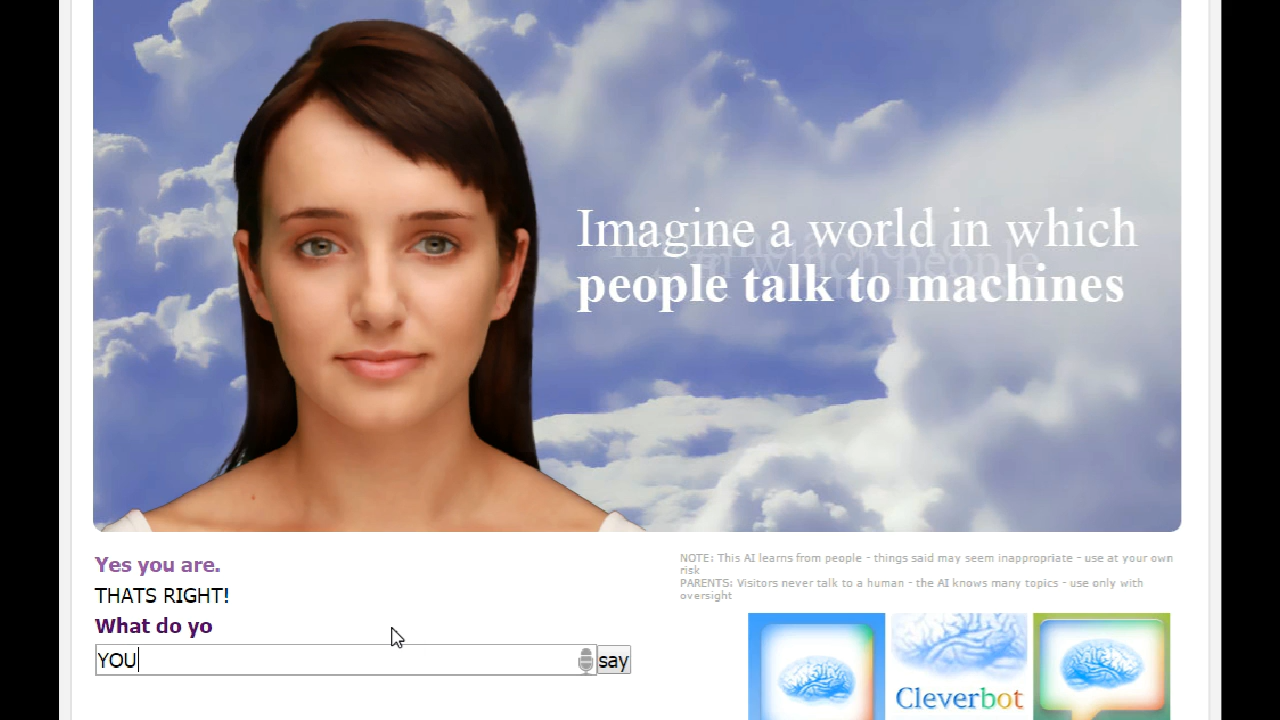 Imagine a world in which
people talk to machines
Yes you are.
THATS RIGHT!
What do yo
YOU
say
NOTE: This AI learns from people - things said may seem inappropriate - use at your own
risk
PARENTS: Visitors never talk to a human - the AI knows many topics - use only with
oversight
Cleverbot